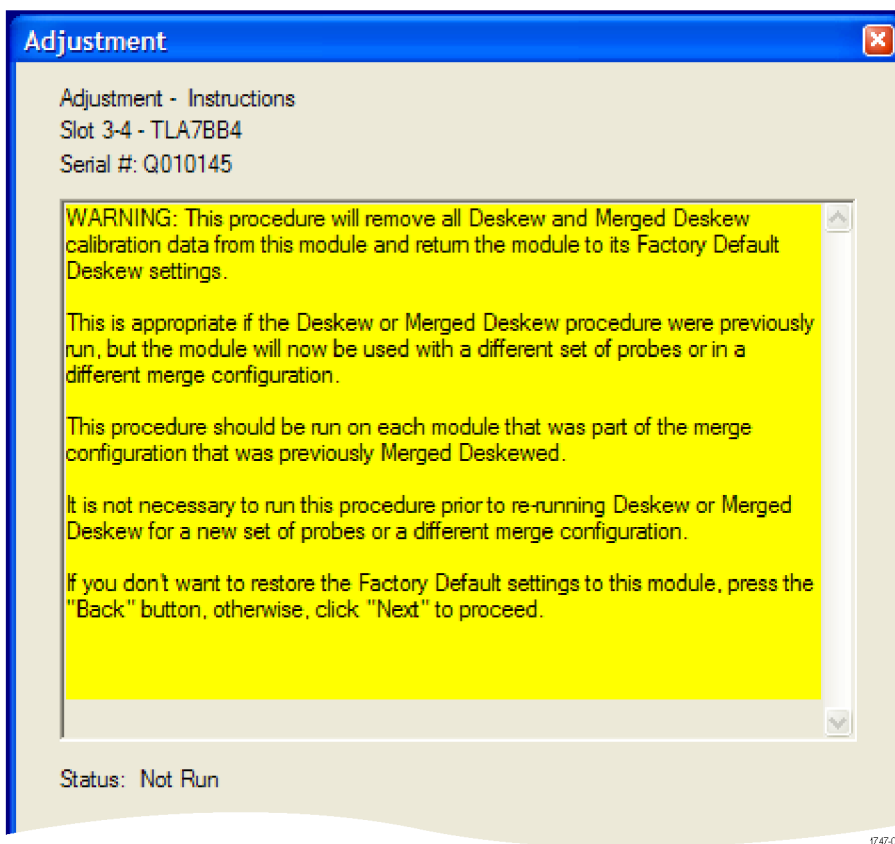 Adjustment
Adjustment - Instructions
Slot 3-4 - TLA7BB4
Serial #: Q010145
WARNING: This procedure will remove all Deskew and Merged Deskew
calibration data from this module and return the module to its Factory Default
Deskew settings.
This is appropriate if the Deskew or Merged Deskew procedure were previously
run, but the module will now be used with a different set of probes or in a
different merge configuration.
This procedure should be run on each module that was part of the merge
configuration that was previously Merged Deskewed.
It is not necessary to run this procedure prior to re-running Deskew or Merged
Deskew for a new set of probes or a different merge configuration.
If you don't want to restore the Factory Default settings to this module, press the
"Back" button, otherwise, click "Next" to proceed.
Status: Not Run